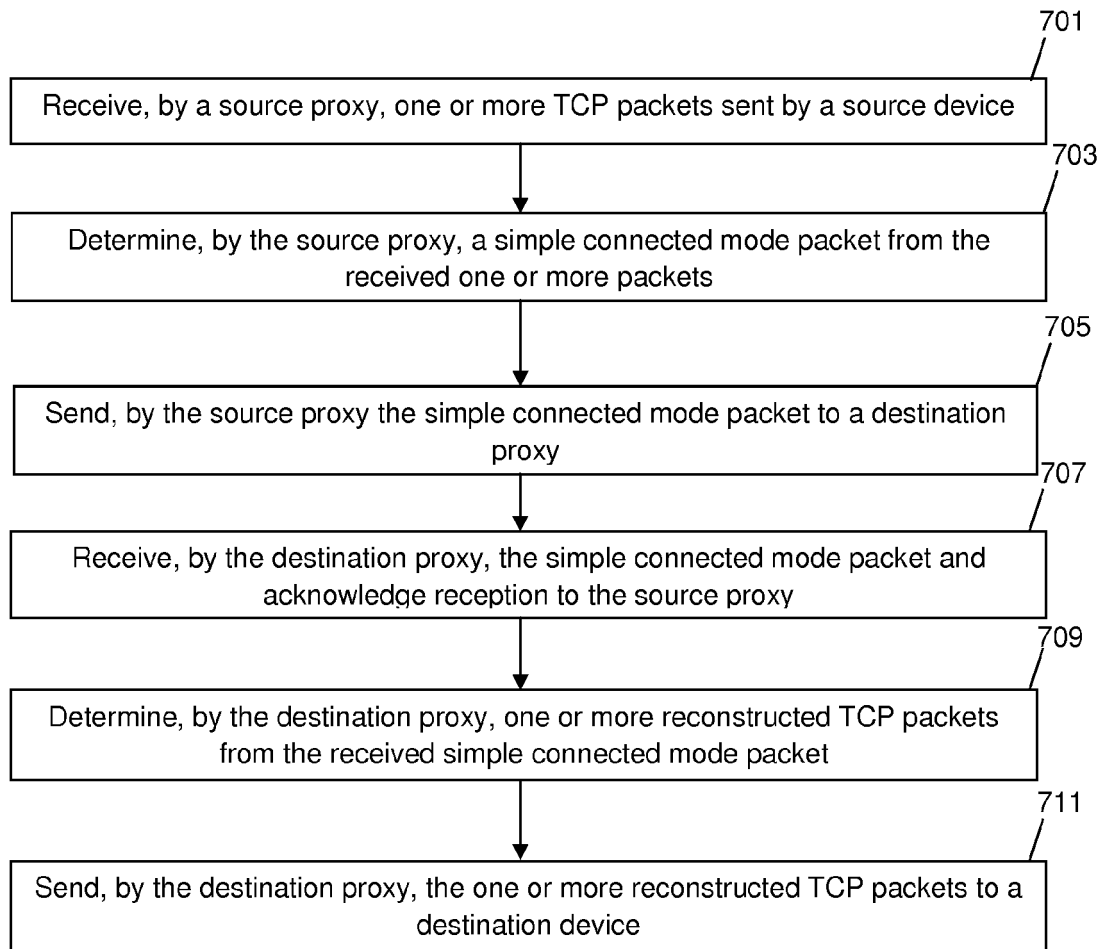 701
Receive, by a source proxy, one or more TCP packets sent by a source device
703
Determine, by the source proxy, a simple connected mode packet from the
received one or more packets
705
Send, by the source proxy the simple connected mode packet to a destination
proxy
707
Receive, by the destination proxy, the simple connected mode packet and
acknowledge reception to the source proxy
709
Determine, by the destination proxy, one or more reconstructed TCP packets
from the received simple connected mode packet
711
Send, by the destination proxy, the one or more reconstructed TCP packets to a
destination device